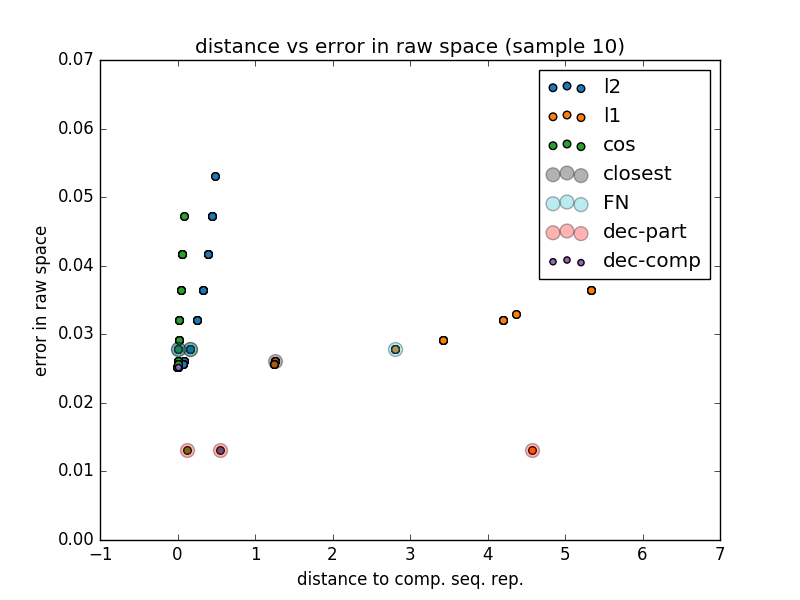 distance vs error in raw space (sample 10)
0.07
0.06
0.05
0.04
0.03
0.02
0.01
0.00
error in raw space
l2
l1
cos
closest
FN
dec-part
dec-comp
−1 0 1 2 3 4 5 6 7
distance to comp. seq. rep.